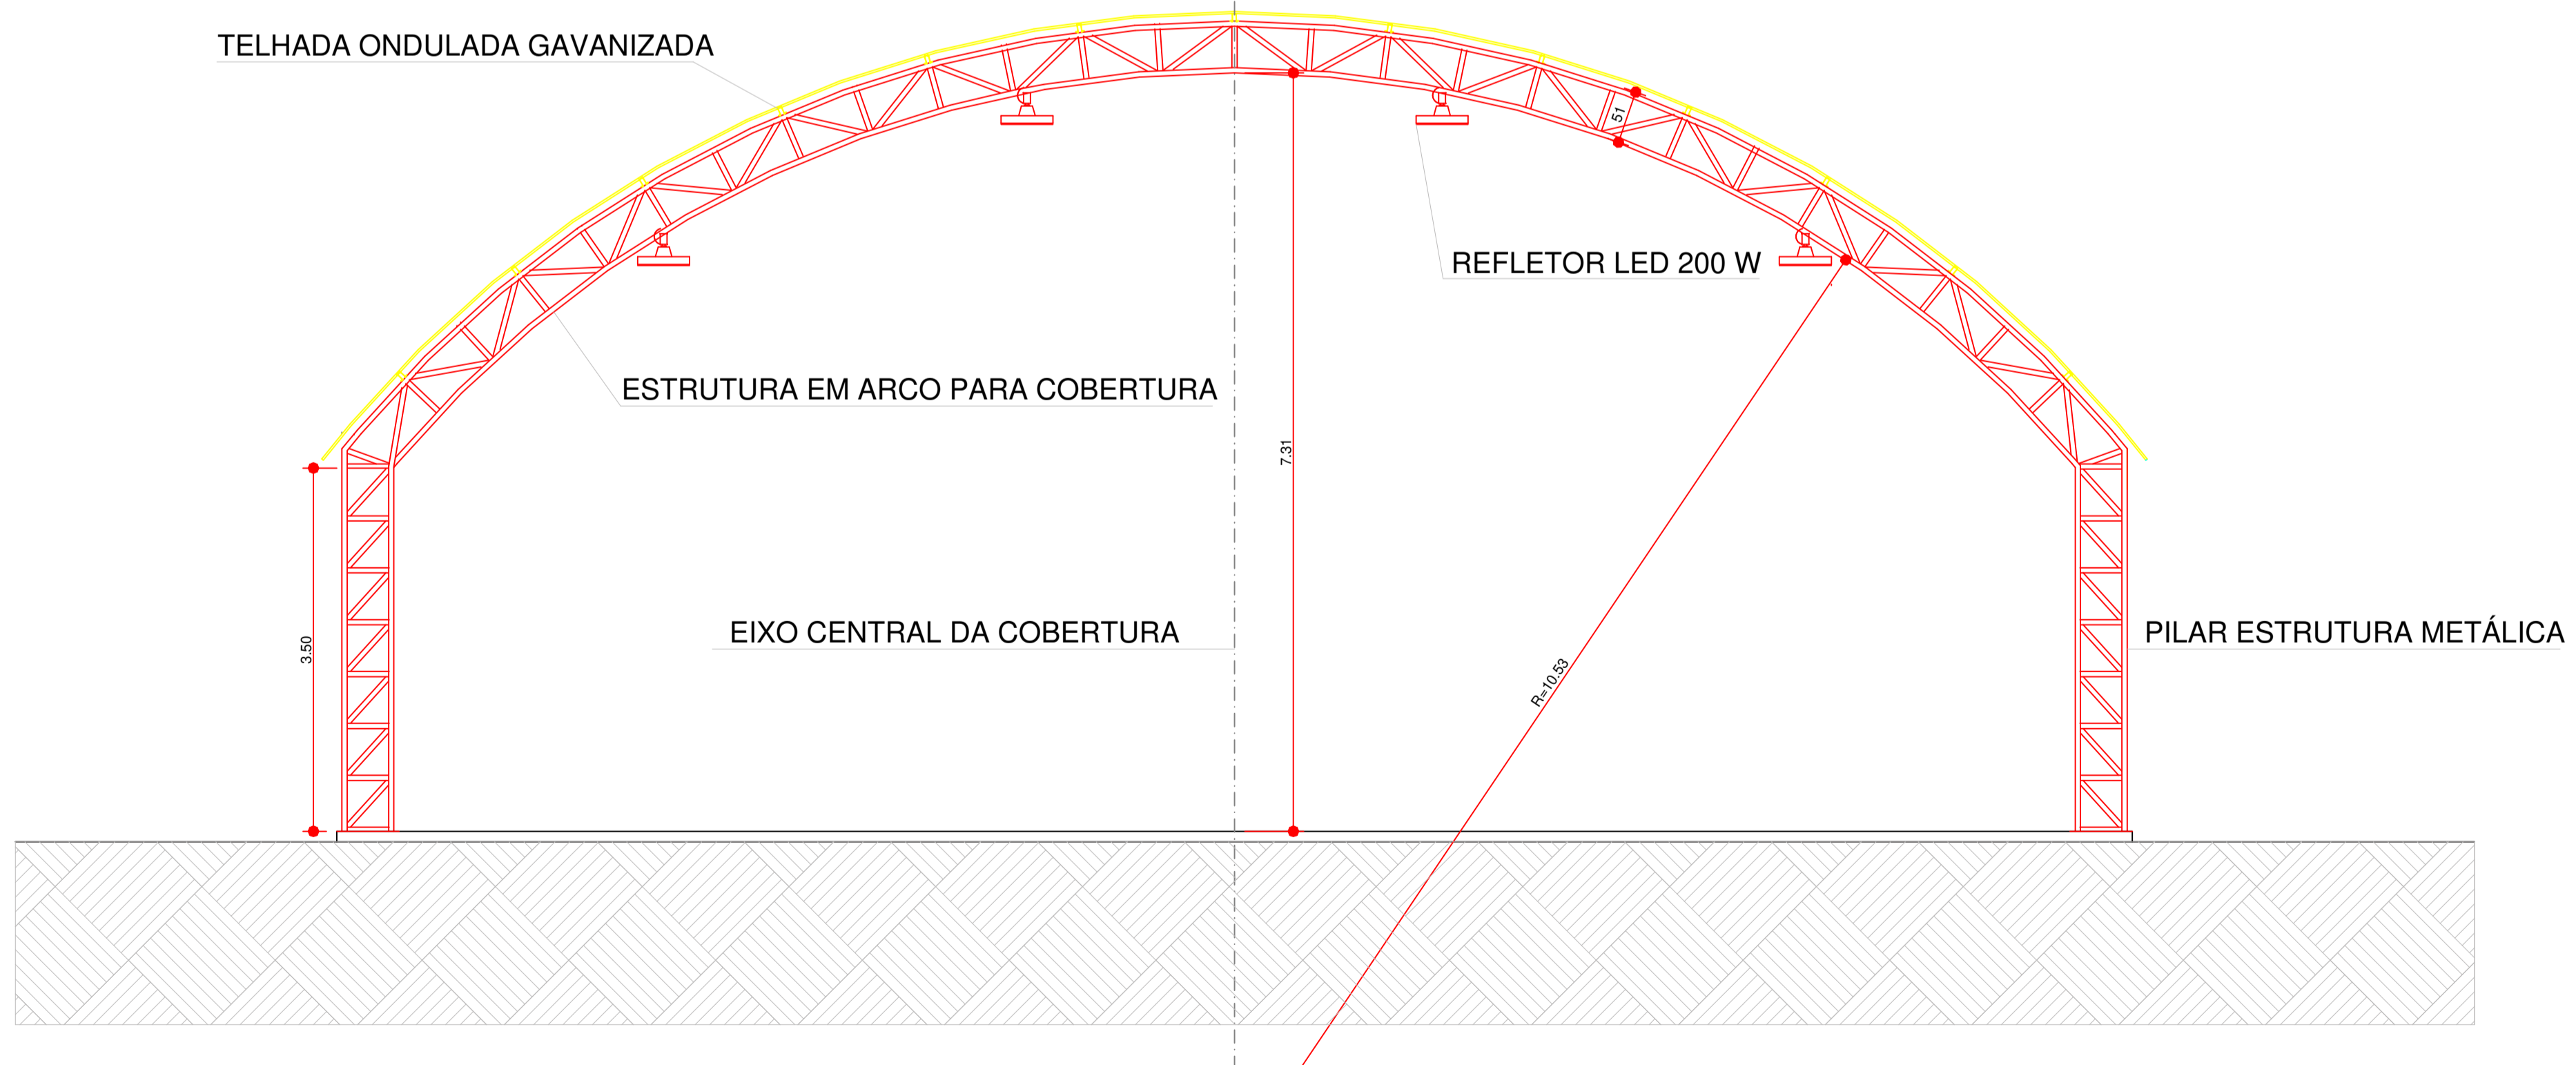 TELHADA ONDULADA GAVANIZADA
51
REFLETOR LED 200 W
ESTRUTURA EM ARCO PARA COBERTURA
7.31
3.50
EIXO CENTRAL DA COBERTURA
PILAR ESTRUTURA METÁLICA
R=10.53